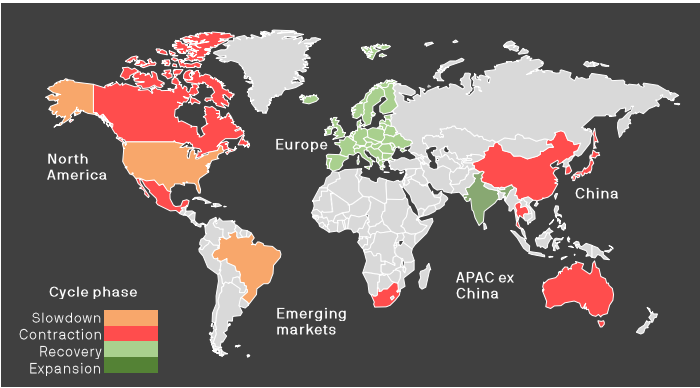 North
America
Europe
China
APAC ex
China
Emerging
markets
Cycle phase
Slowdown
Contraction
Recovery
Expansion